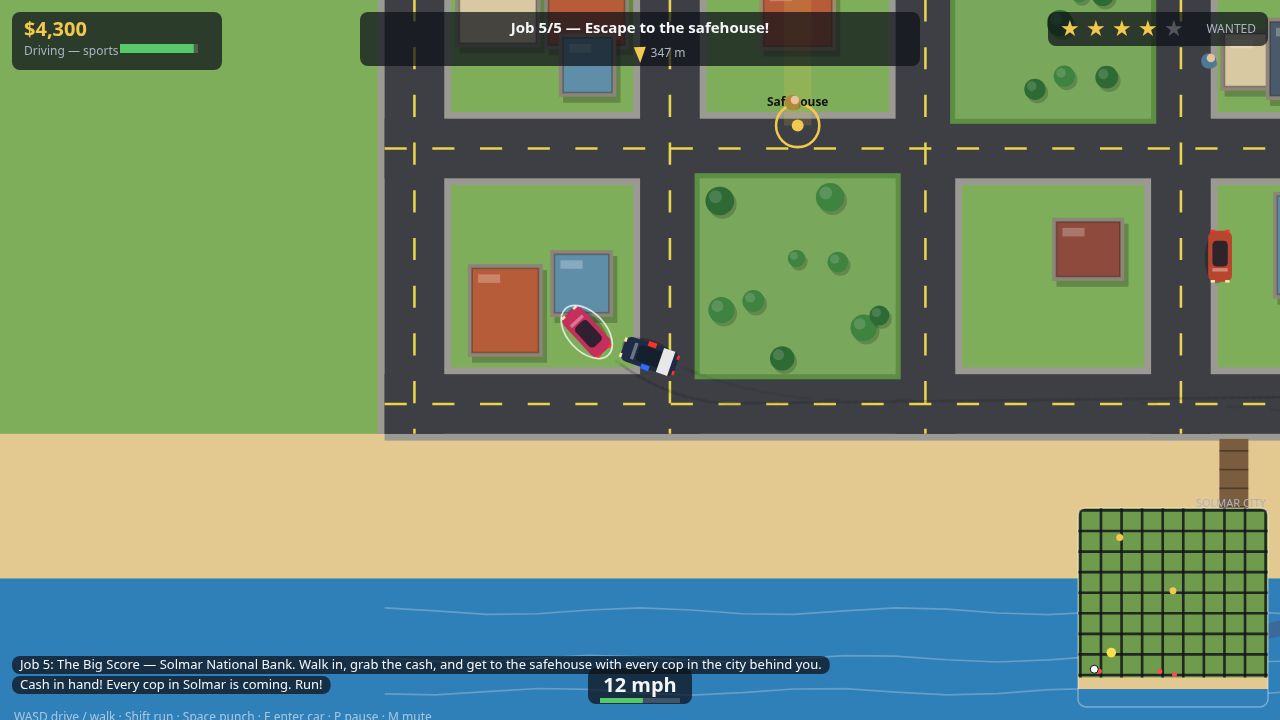 $4,300
Driving — sports
Job 5/5 — Escape to the safehouse!
347 m
WANTED
SOLMAR CITY
Job 5: The Big Score — Solmar National Bank. Walk in, grab the cash, and get to the safehouse with every cop in the city behind you.
Cash in hand! Every cop in Solmar is coming. Run!
12 mph
WASD drive / walk · Shift run · Space punch · E enter car · P pause · M mute